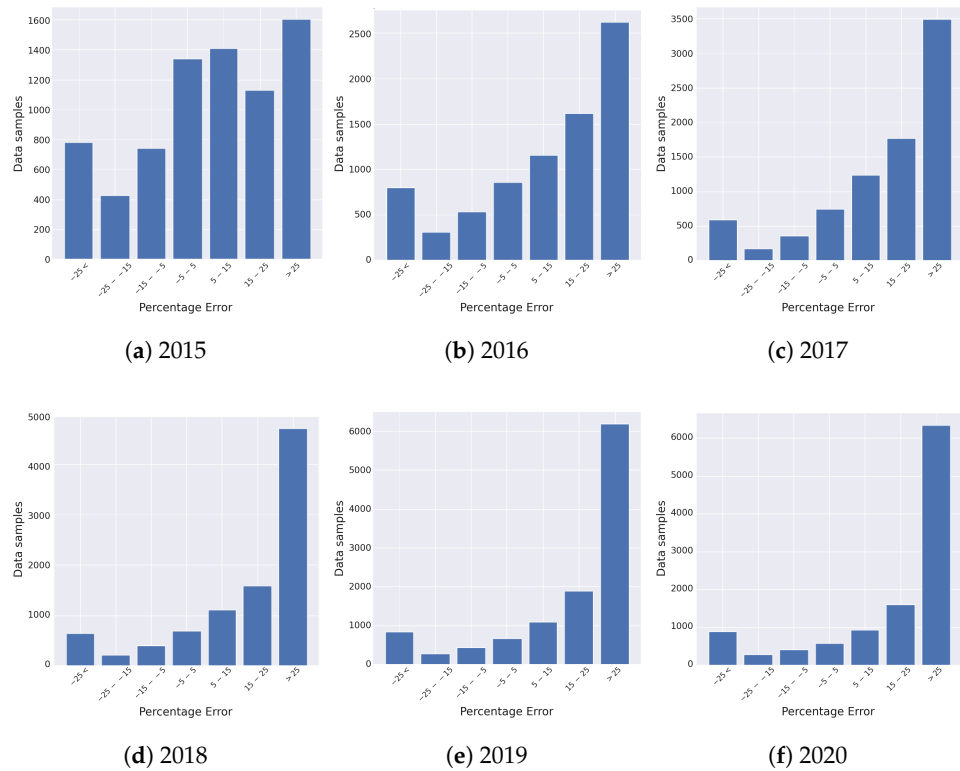 1600
1400
1200
1000
800
600
400
200
0
Data samples
−25 <
−25 − −15
−15 − −5
−5 − 5
5 − 15
15 − 25
> 25
Percentage Error
(a) 2015
2500
2000
1500
1000
500
0
Data samples
−25 <
−25 − −15
−15 − −5
−5 − 5
5 − 15
15 − 25
> 25
Percentage Error
(b) 2016
3500
3000
2500
2000
1500
1000
500
0
Data samples
−25 <
−25 − −15
−15 − −5
−5 − 5
5 − 15
15 − 25
> 25
Percentage Error
(c) 2017
5000
4000
3000
2000
1000
0
Data samples
−25 <
−25 − −15
−15 − −5
−5 − 5
5 − 15
15 − 25
> 25
Percentage Error
(d) 2018
6000
5000
4000
3000
2000
1000
0
Data samples
−25 <
−25 − −15
−15 − −5
−5 − 5
5 − 15
15 − 25
> 25
Percentage Error
(e) 2019
6000
5000
4000
3000
2000
1000
0
Data samples
−25 <
−25 − −15
−15 − −5
−5 − 5
5 − 15
15 − 25
> 25
Percentage Error
(f) 2020